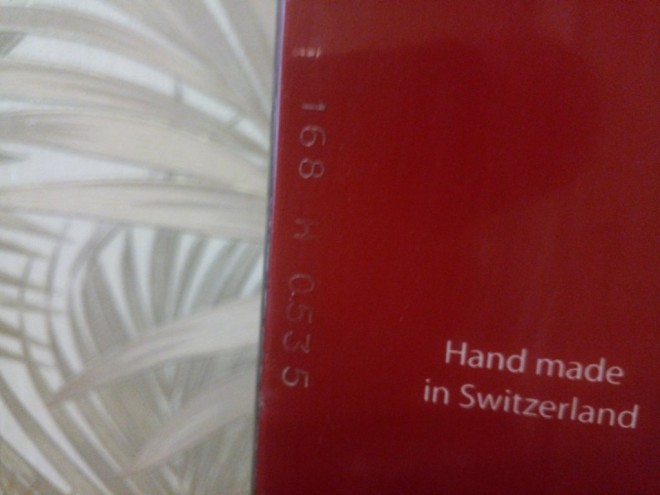 168 H 0535
Hand made
in Switzerland